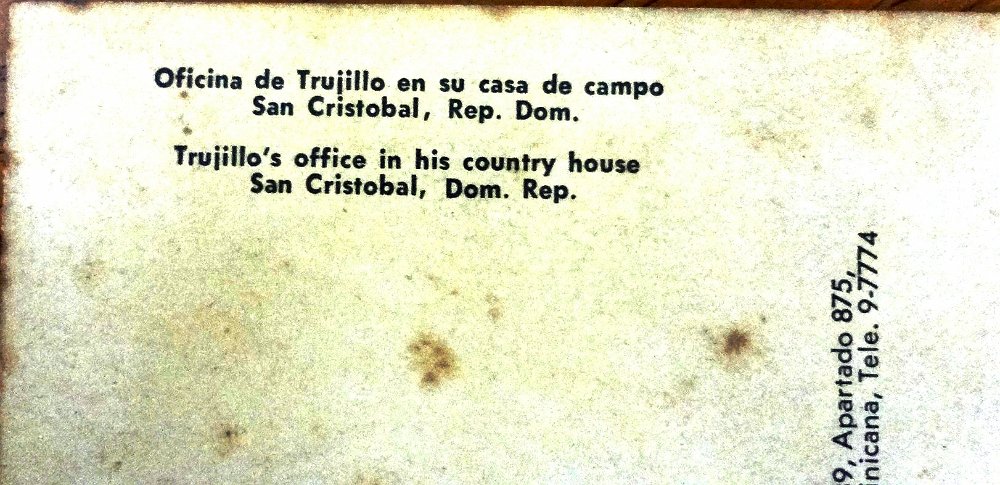 Oficina de Trujillo en su casa de campo
San Cristobal, Rep. Dom.
Trujillo's office in his country house
San Cristobal, Dom. Rep.
9, Apartado 875,
nicana, Tele. 9-7774